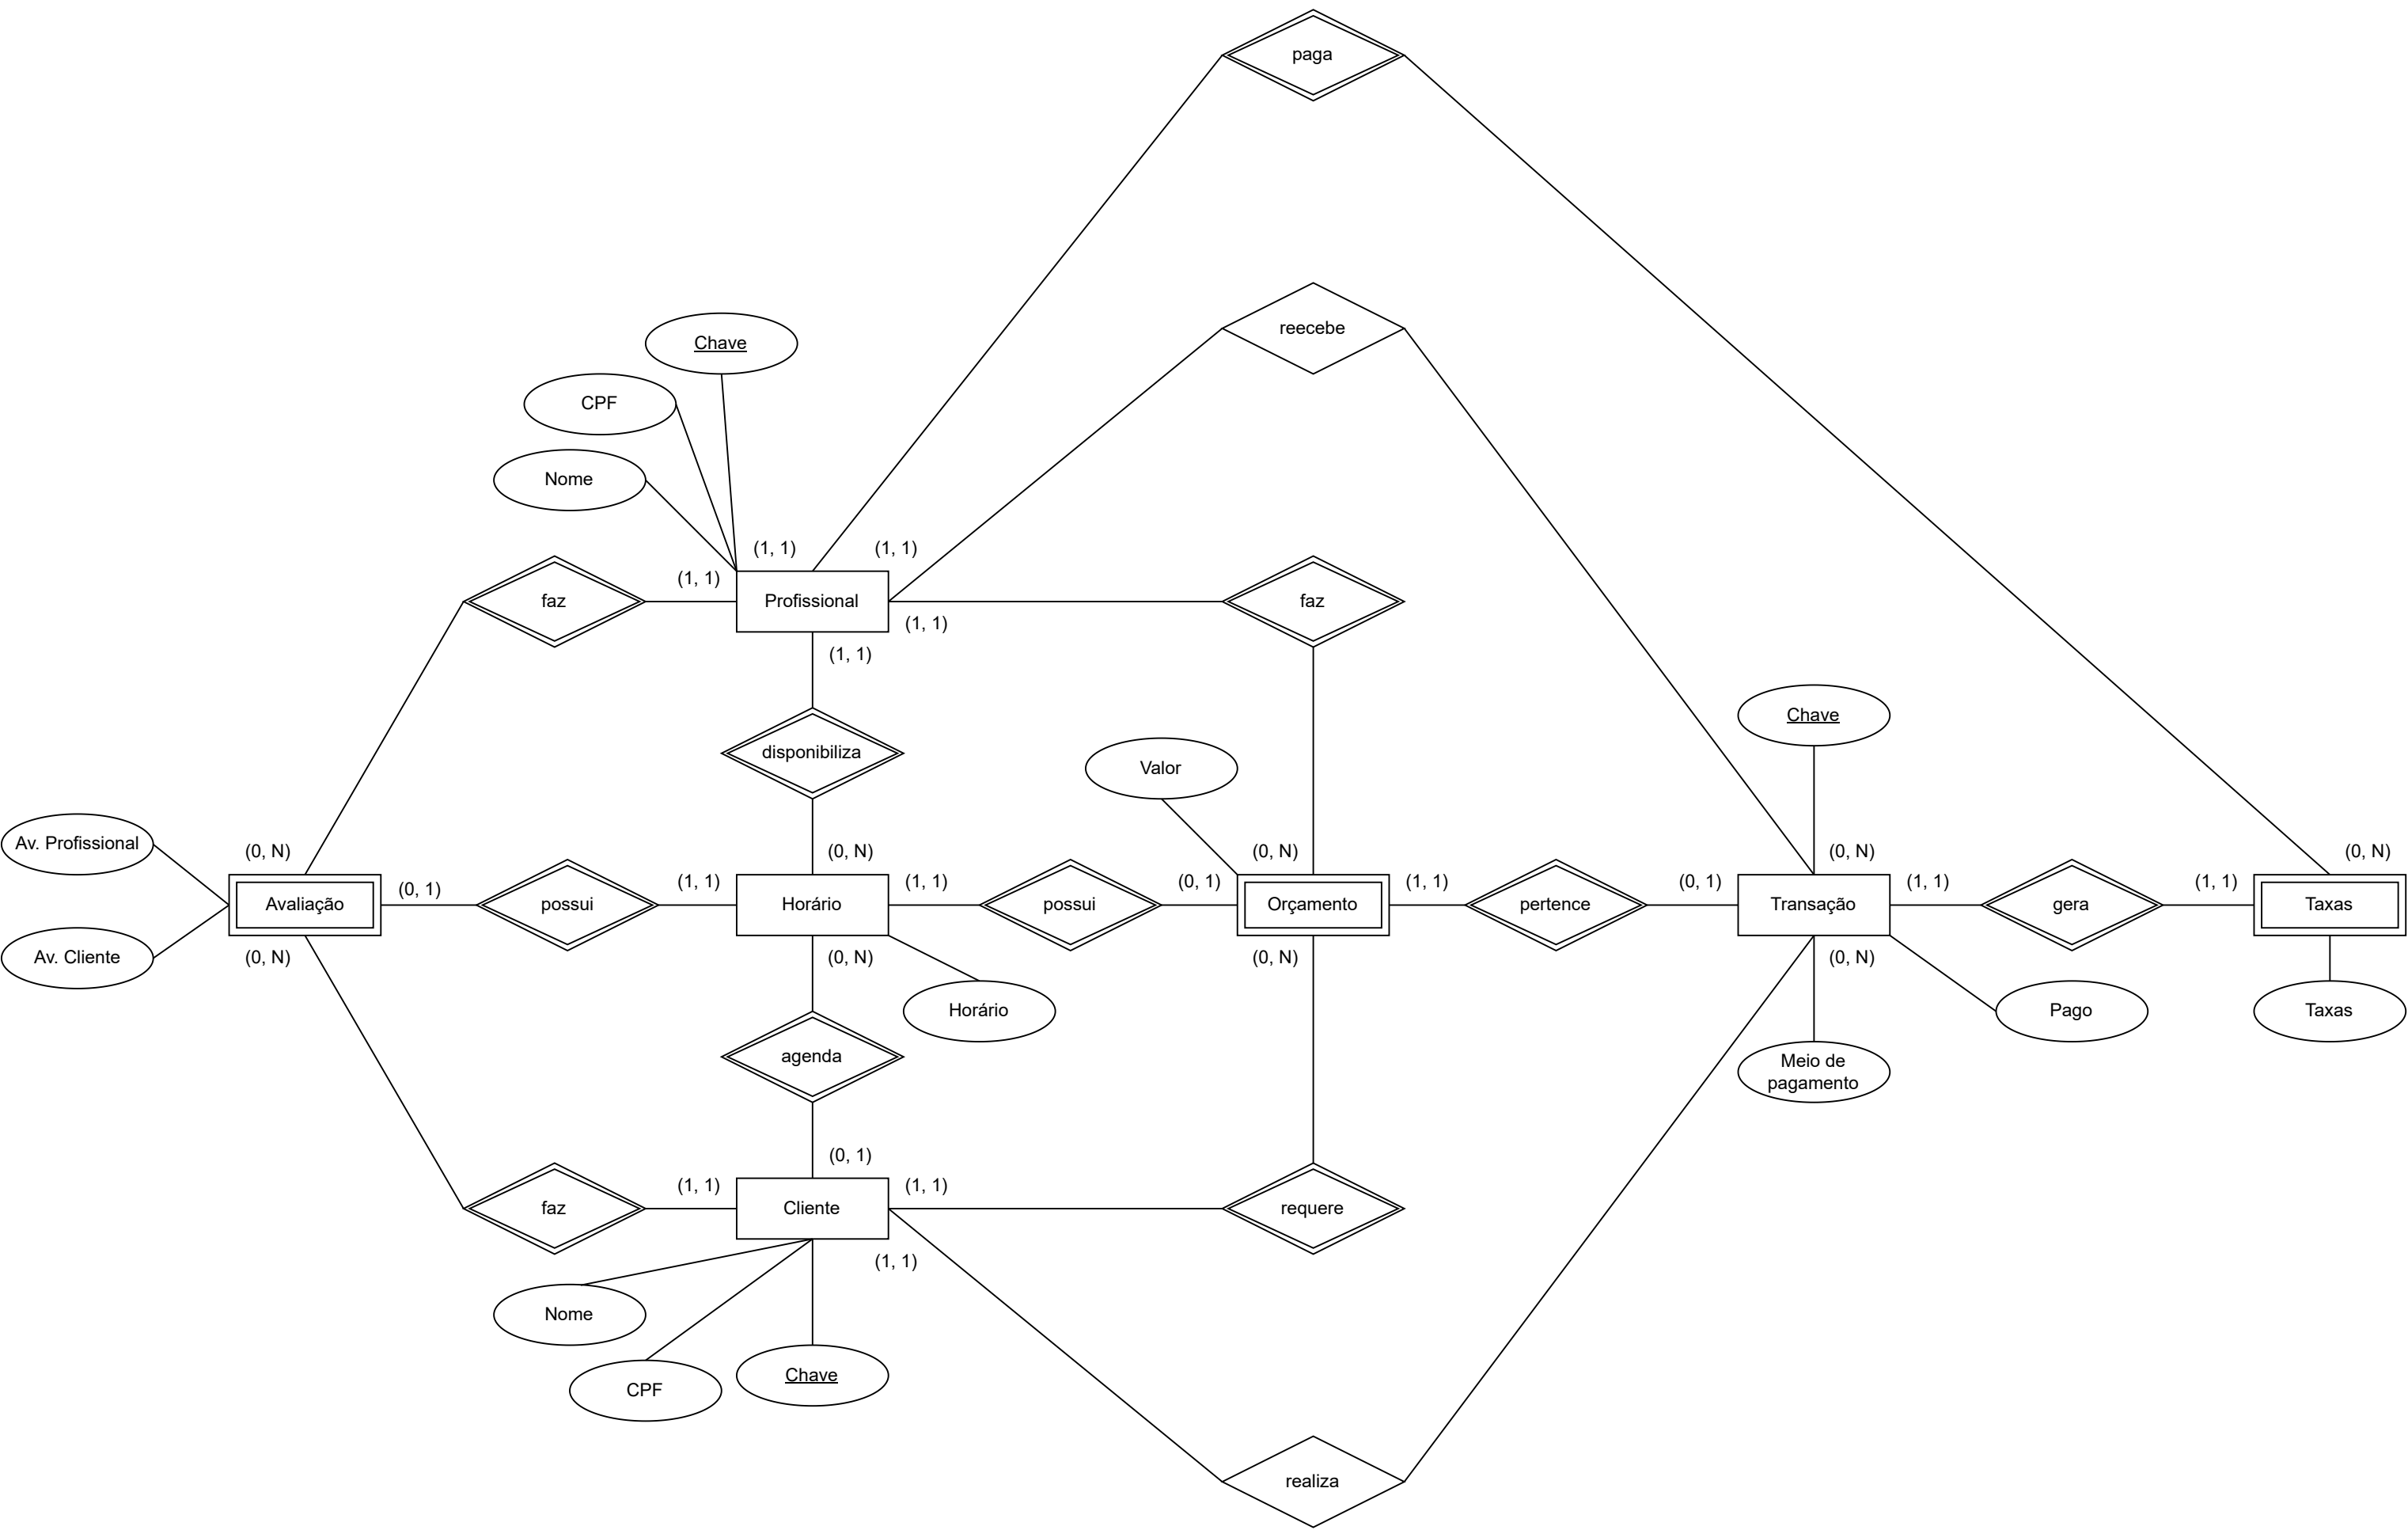 paga
reecebe
Chave
CPF
Nome
(1, 1)
(1, 1)
(1, 1)
faz
Profissional
faz
(1, 1)
(1, 1)
Chave
disponibiliza
Valor
Av. Profissional
(0, N)
(0, N)
(0, N)
(0, N)
(0, N)
(0, 1)
(1, 1)
(1, 1)
(0, 1)
(1, 1)
(0, 1)
(1, 1)
(1, 1)
Avaliação
possui
Horário
possui
Orçamento
pertence
Transação
gera
Taxas
Av. Cliente
(0, N)
(0, N)
(0, N)
(0, N)
Horário
Pago
Taxas
agenda
Meio de
pagamento
(0, 1)
(1, 1)
(1, 1)
faz
Cliente
requere
(1, 1)
Nome
CPF
Chave
realiza